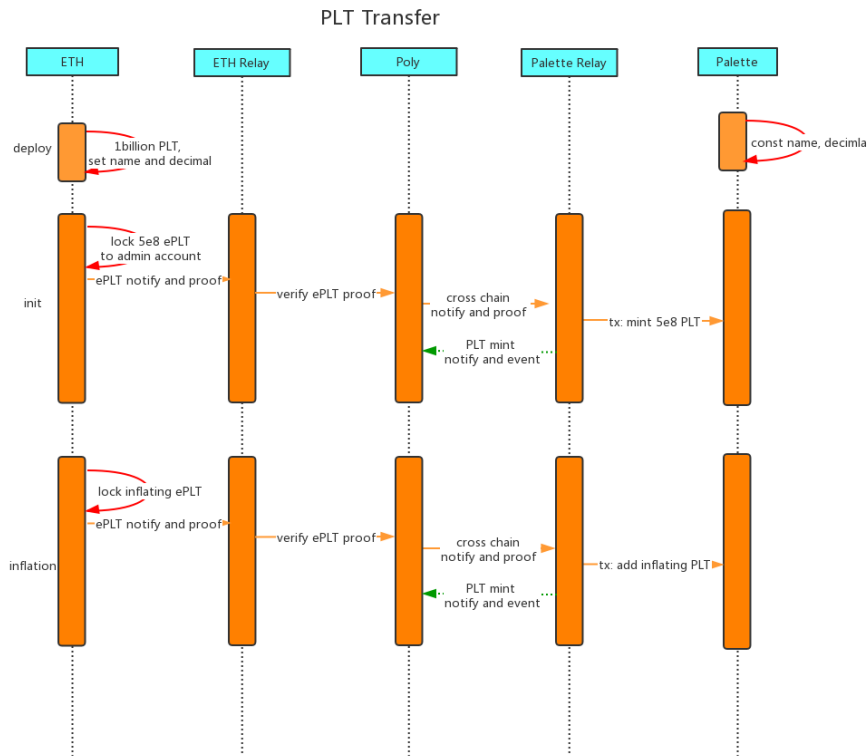 PLT Transfer
ETH
ETH Relay
Poly
Palette Relay
Palette
deploy
1billion PLT,
set name and decimal
const name, decimla
init
lock 5e8 ePLT
to admin account
ePLT notify and proof
verify ePLT proof
cross chain
notify and proof
tx: mint 5e8 PLT
PLT mint
notify and event
inflation
lock inflating ePLT
ePLT notify and proof
verify ePLT proof
cross chain
notify and proof
tx: add inflating PLT
PLT mint
notify and event